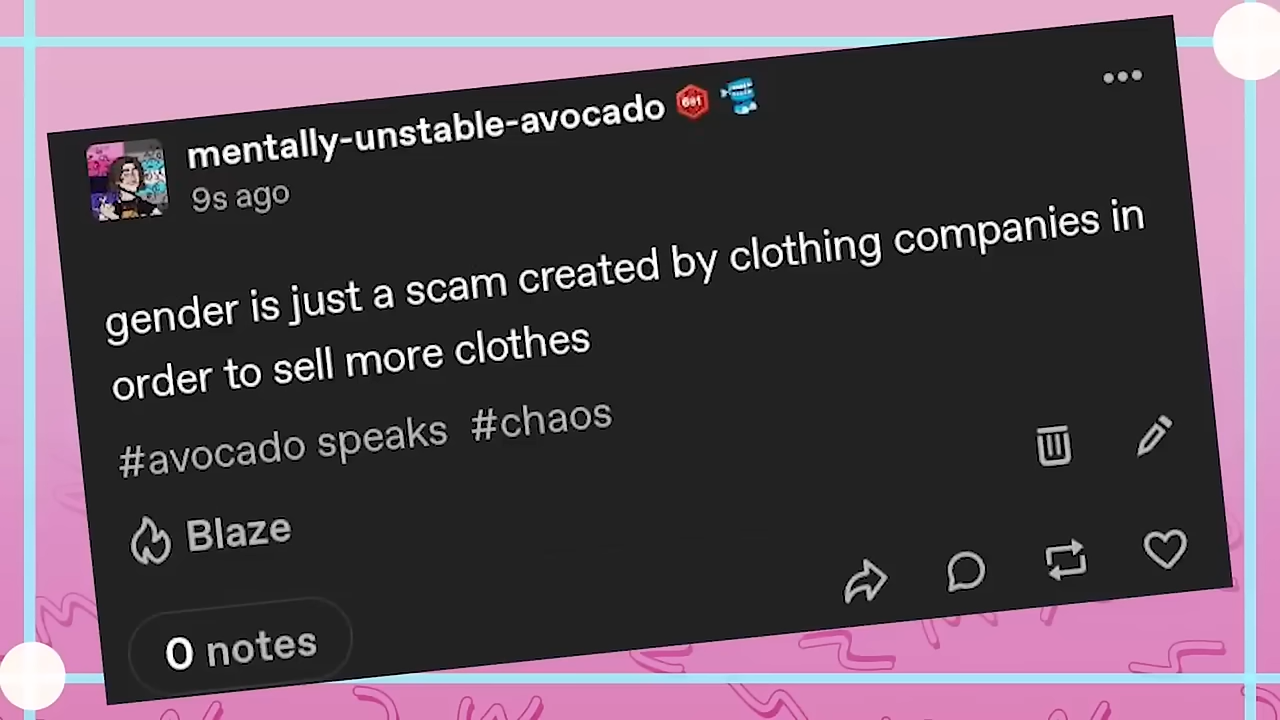 mentally-unstable-avocado
9s ago
gender is just a scam created by clothing companies in
order to sell more clothes
#avocado speaks #chaos
Blaze
0 notes